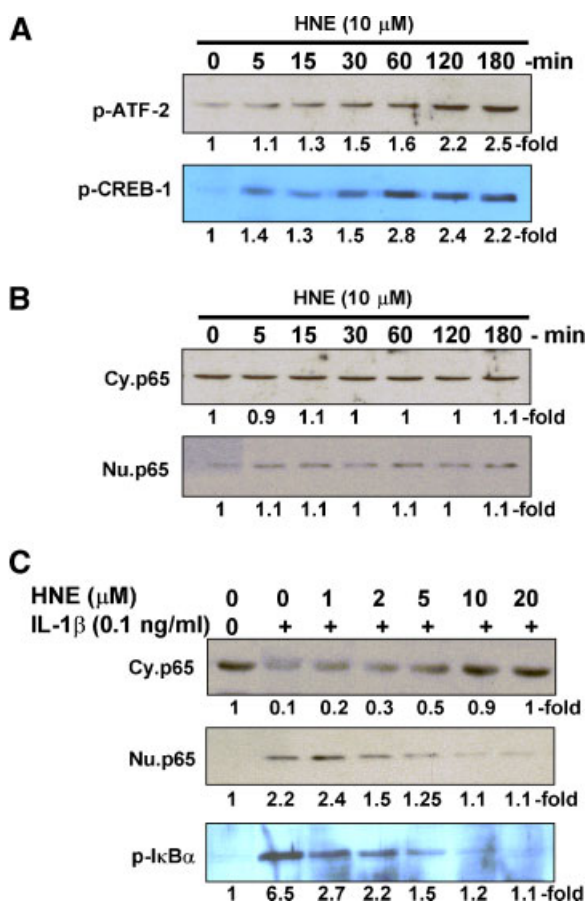 A
HNE (10 μM)
0 5 15 30 60 120 180 -min
p-ATF-2
1 1.1 1.3 1.5 1.6 2.2 2.5-fold
p-CREB-1
1 1.4 1.3 1.5 2.8 2.4 2.2-fold
B
HNE (10 μM)
0 5 15 30 60 120 180 - min
Cy.p65
1 0.9 1.1 1 1 1 1.1-fold
Nu.p65
1 1.1 1.1 1 1.1 1 1.1-fold
C
HNE (μM) 0 0 1 2 5 10 20
IL-1β (0.1 ng/ml) 0 + + + + + +
Cy.p65
1 0.1 0.2 0.3 0.5 0.9 1-fold
Nu.p65
1 2.2 2.4 1.5 1.25 1.1 1.1-fold
p-IκBα
1 6.5 2.7 2.2 1.5 1.2 1.1-fold